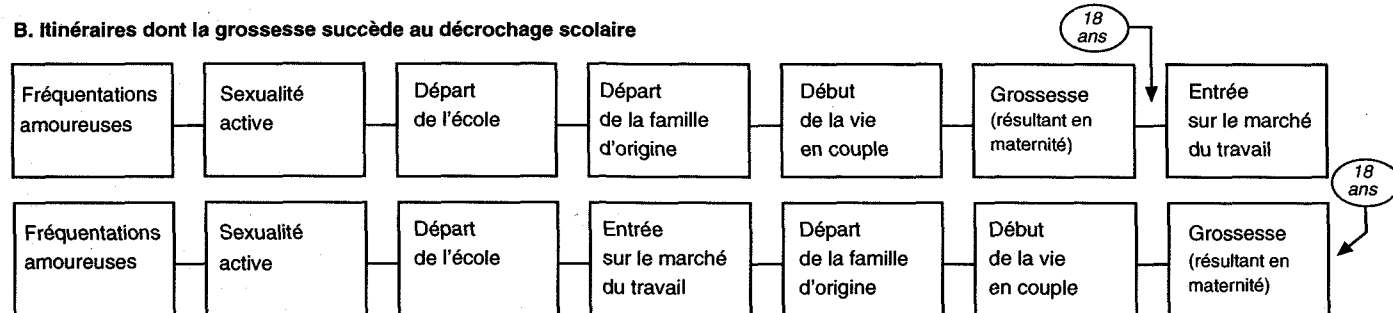 18
ans
B. Itinéraires dont la grossesse succède au décrochage scolaire
Fréquentations
amoureuses
Sexualité
active
Départ
de l'école
Départ
de la famille
d'origine
Début
de la vie
en couple
Grossesse
(résultant en
maternité)
Entrée
sur le marché
du travail
18
ans
Fréquentations
amoureuses
Sexualité
active
Départ
de l'école
Entrée
sur le marché
du travail
Départ
de la famille
d'origine
Début
de la vie
en couple
Grossesse
(résultant en
maternité)